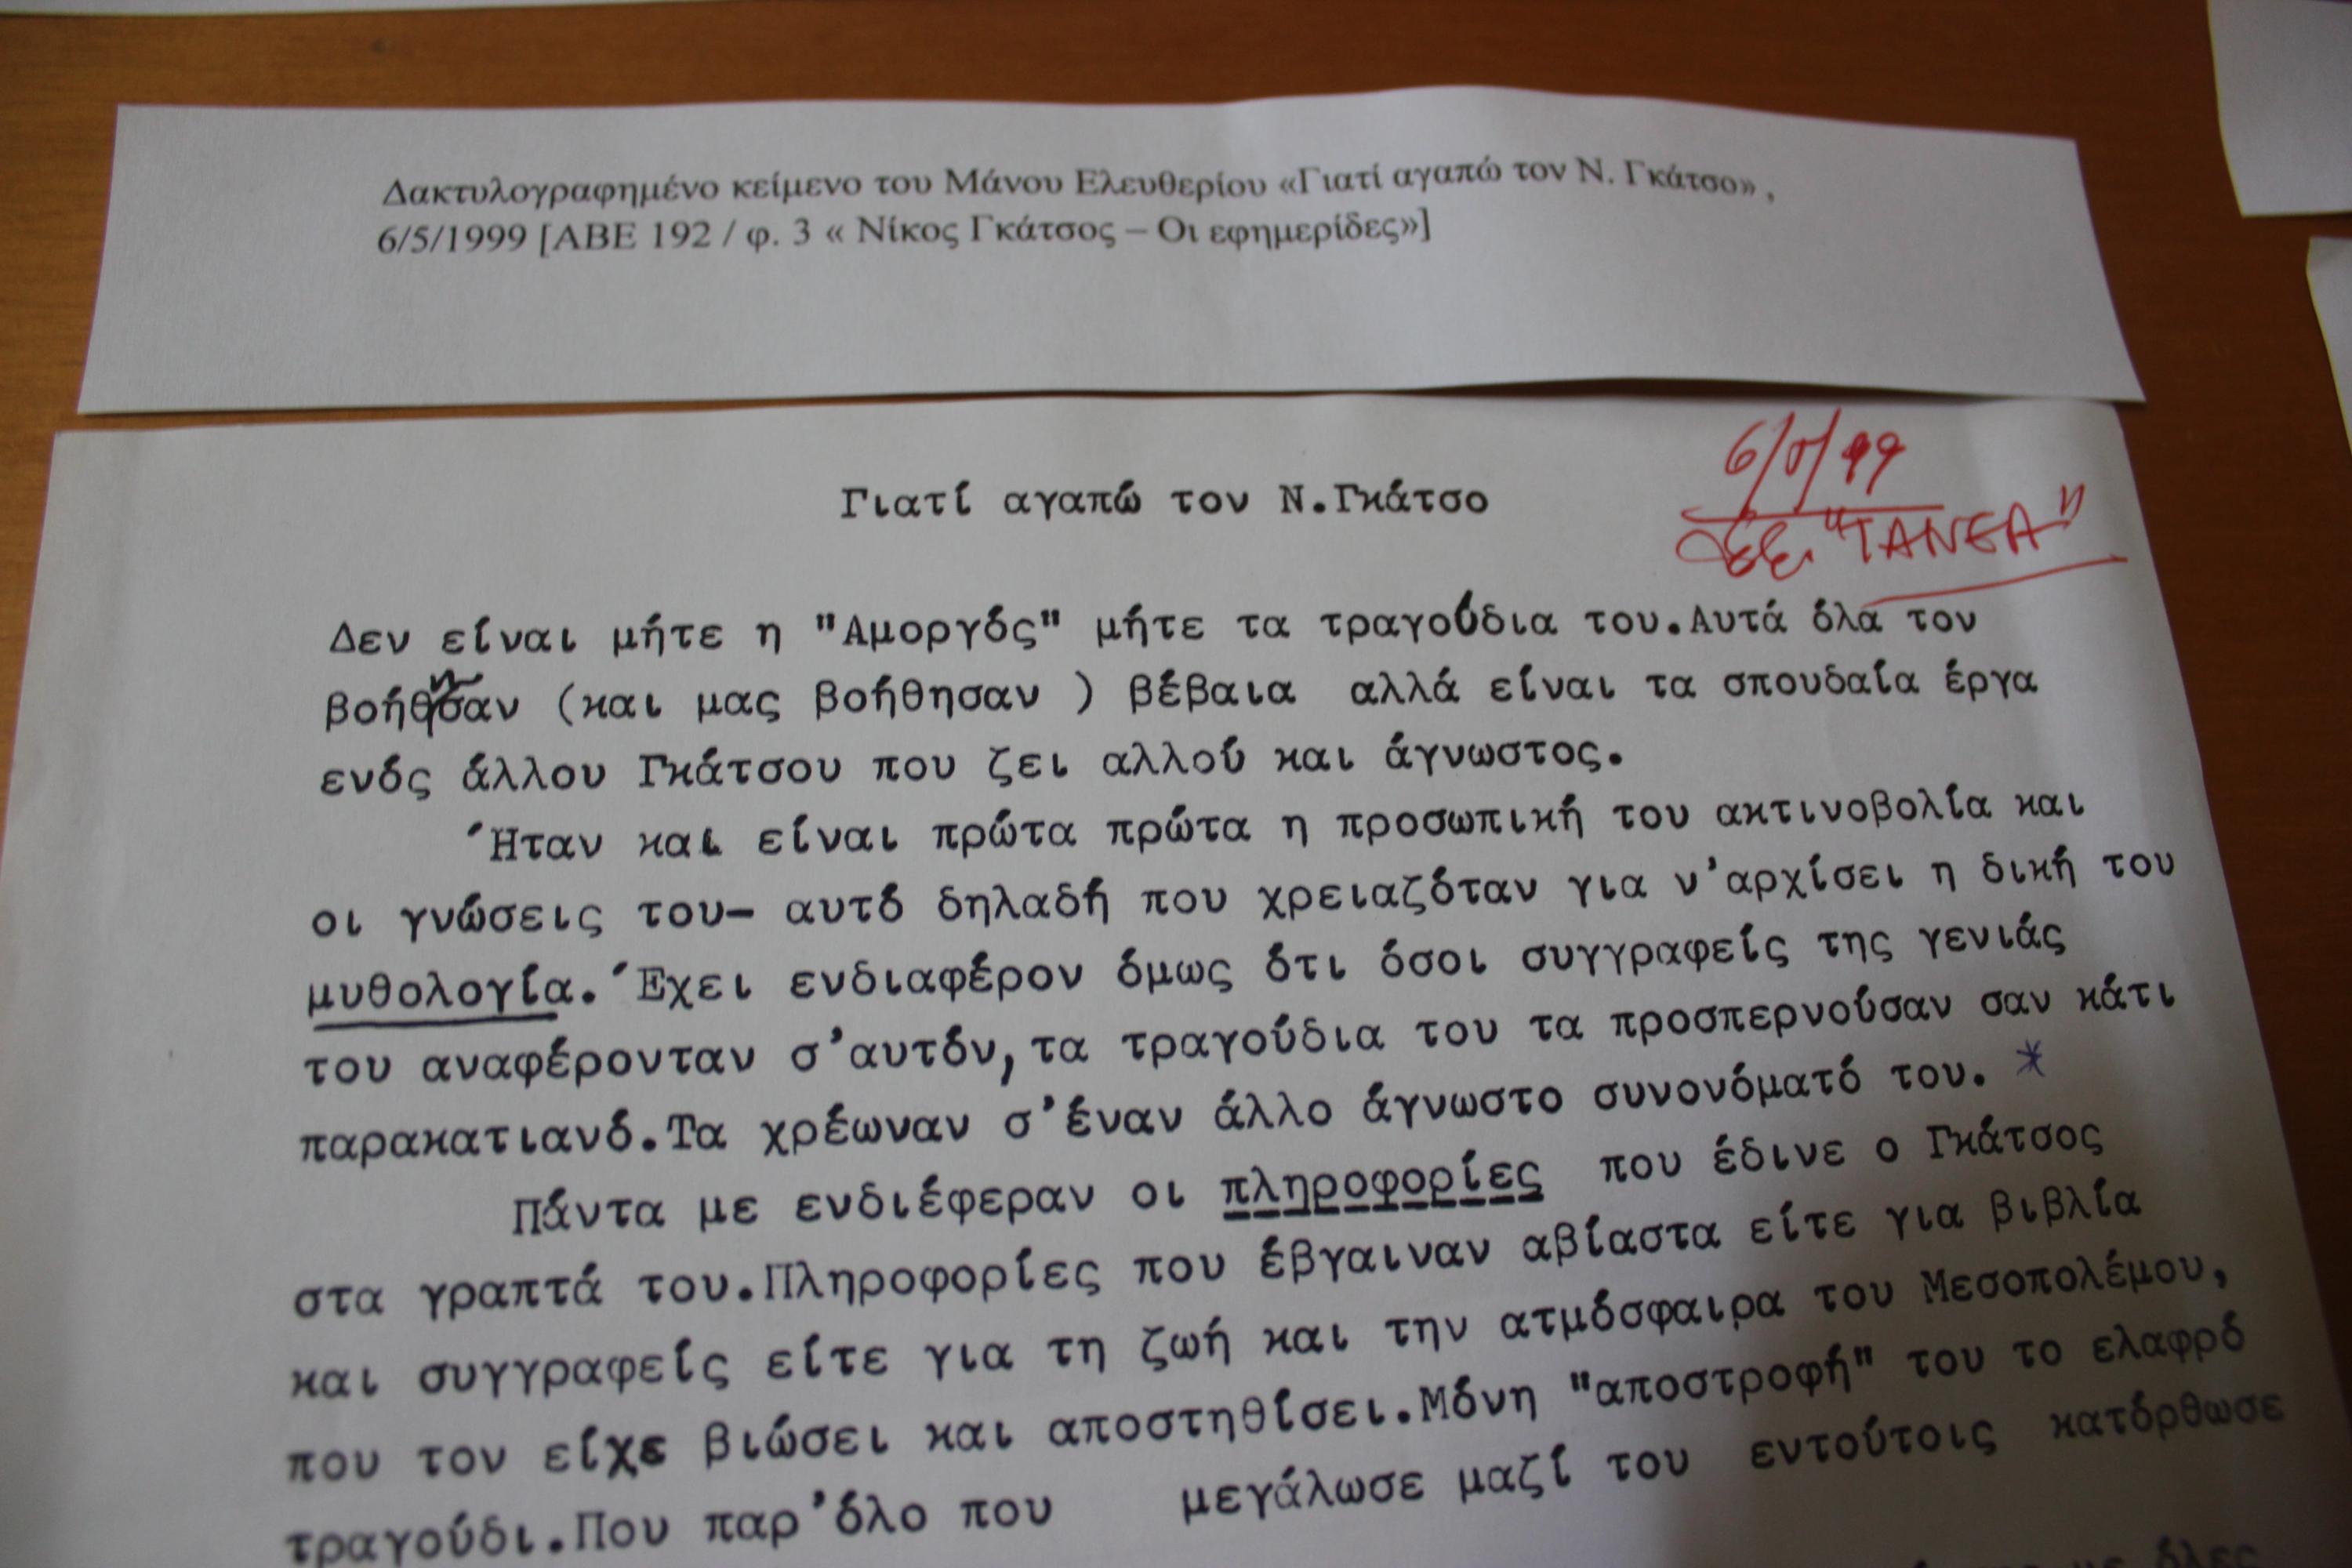 Δακτυλογραφημένο κείμενο του Μάνου Ελευθερίου «Γιατί αγαπώ τον Ν. Γκάτσο» ,
6/5/1999 [ΑΒΕ 192 / φ. 3 « Νίκος Γκάτσος – Οι εφημερίδες»]
6/5/99
"ΤΑ ΝΕΑ"
Γιατί αγαπώ τον Ν.Γκάτσο
Δεν είναι μήτε η "Αμοργός" μήτε τα τραγούδια του.Αυτά όλα τον
βοήθησαν (και μας βοήθησαν ) βέβαια αλλά είναι τα σπουδαία έργα
ενός άλλου Γκάτσου που ζει αλλού και άγνωστος.
Ήταν και είναι πρώτα πρώτα η προσωπική του ακτινοβολία και
οι γνώσεις του- αυτό δηλαδή που χρειαζόταν για ν'αρχίσει η δική του
μυθολογία. Έχει ενδιαφέρον όμως ότι όσοι συγγραφείς της γενιάς
του αναφέρονταν σ'αυτόν,τα τραγούδια του τα προσπερνούσαν σαν κάτι
παρακατιανό.Τα χρέωναν σ'έναν άλλο άγνωστο συνονόματό του. *
Πάντα με ενδιέφεραν οι πληροφορίες που έδινε ο Γκάτσος
στα γραπτά του.Πληροφορίες που έβγαιναν αβίαστα είτε για βιβλία
και συγγραφείς είτε για τη ζωή και την ατμόσφαιρα του Μεσοπολέμου,
που τον είχε βιώσει και αποστηθίσει.Μόνη "αποστροφή" του το ελαφρό
τραγούδι.Που παρ'όλο που μεγάλωσε μαζί του εντούτοις κατόρθωσε